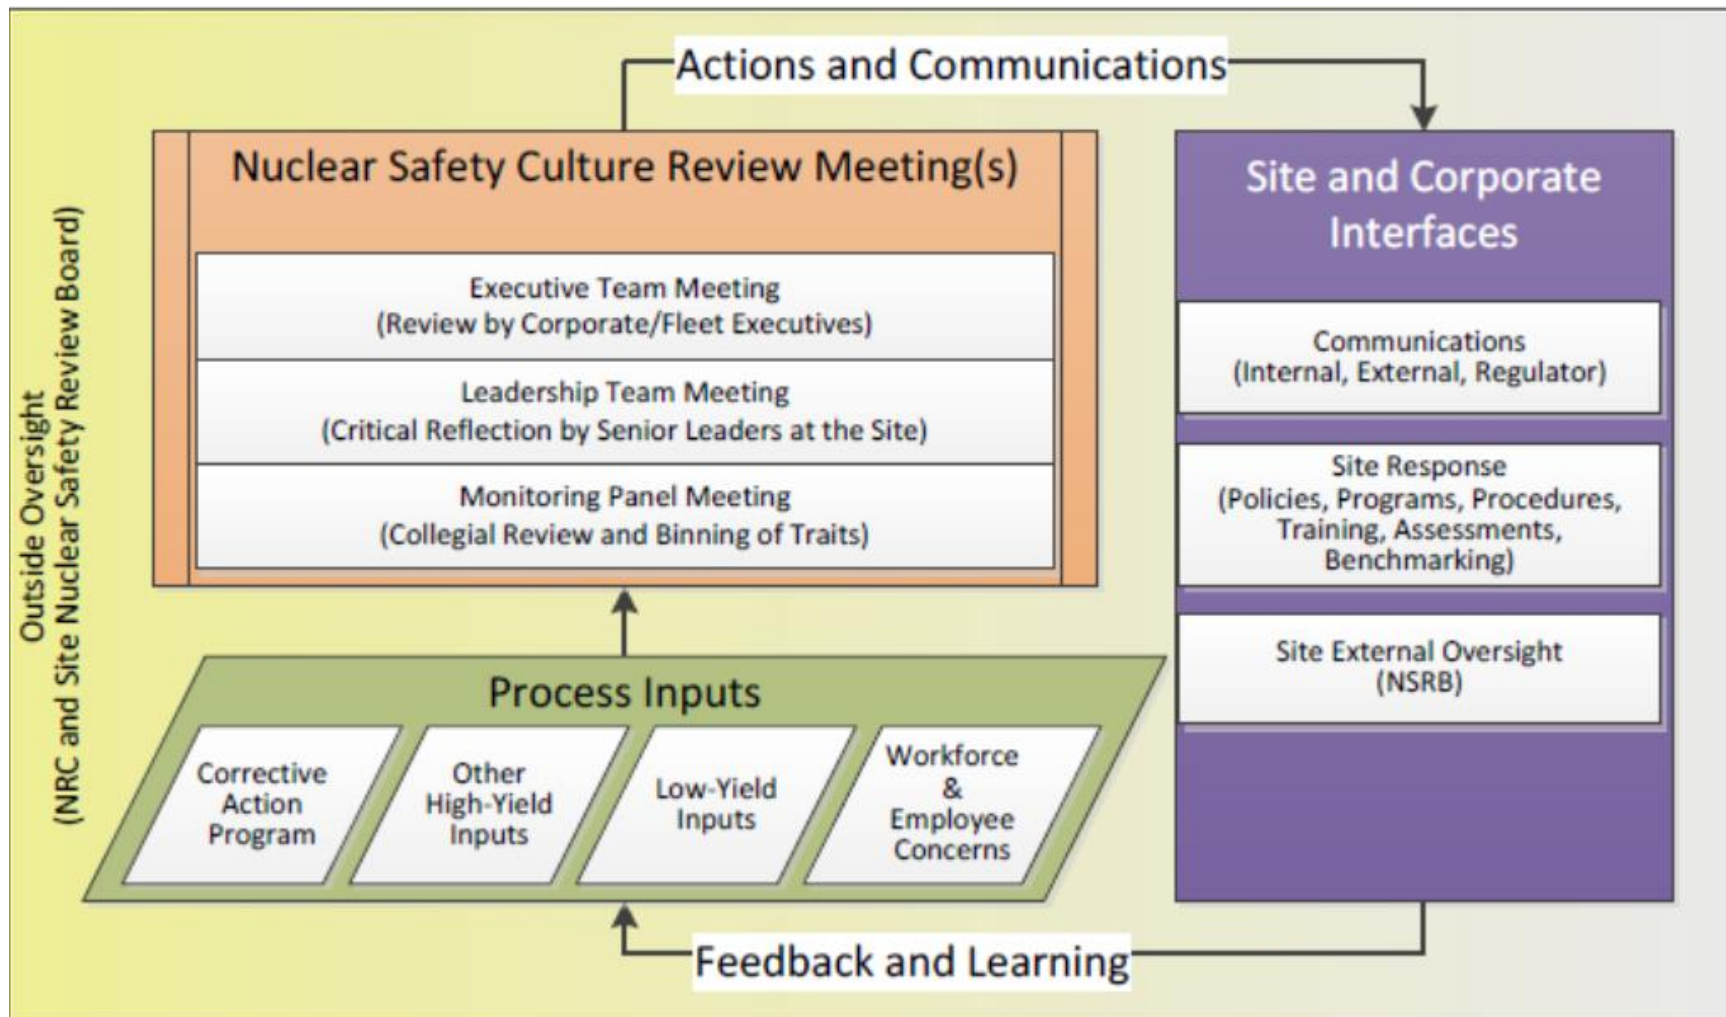 Actions and Communications
Nuclear Safety Culture Review Meeting(s)
Executive Team Meeting
(Review by Corporate/Fleet Executives)
Leadership Team Meeting
(Critical Reflection by Senior Leaders at the Site)
Monitoring Panel Meeting
(Collegial Review and Binning of Traits)
Site and Corporate
Interfaces
Communications
(Internal, External, Regulator)
Site Response
(Policies, Programs, Procedures,
Training, Assessments,
Benchmarking)
Site External Oversight
(NSRB)
Outside Oversight
(NRC and Site Nuclear Safety Review Board)
Process Inputs
Corrective
Action
Program
Other
High-Yield
Inputs
Low-Yield
Inputs
Workforce
&
Employee
Concerns
Feedback and Learning